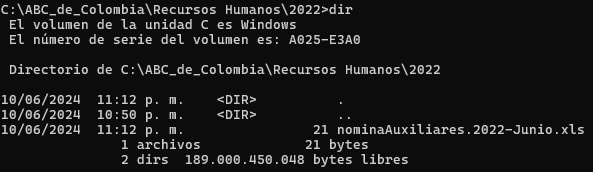 C:\ABC_de_Colombia\Recursos Humanos\2022>dir
El volumen de la unidad C es Windows
El número de serie del volumen es: A025-E3A0
Directorio de C:\ABC_de_Colombia\Recursos Humanos\2022
10/06/2024  11:12 p. m.    <DIR>          .
10/06/2024  10:50 p. m.    <DIR>          ..
10/06/2024  11:12 p. m.                21 nominaAuxiliares.2022-Junio.xls
1 archivos             21 bytes
2 dirs  189.000.450.048 bytes libres